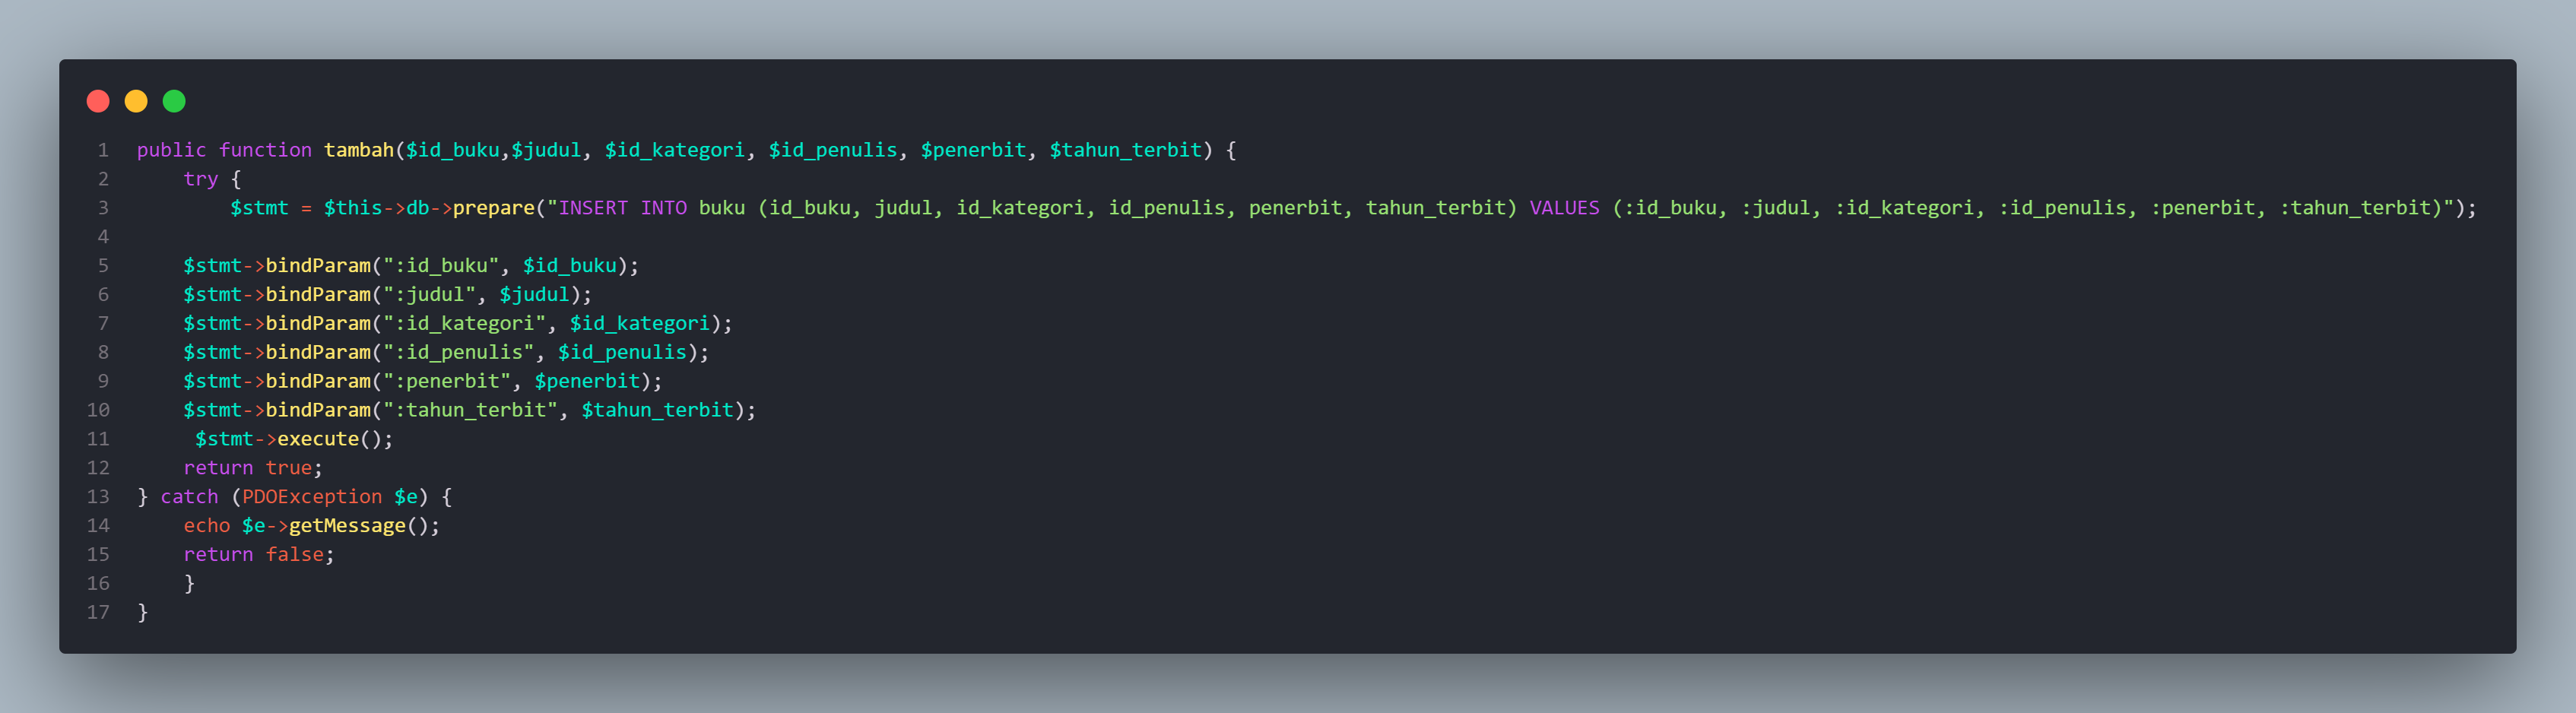 1 public function tambah($id_buku,$judul, $id_kategori, $id_penulis, $penerbit, $tahun_terbit) {
2     try {
3         $stmt = $this->db->prepare("INSERT INTO buku (id_buku, judul, id_kategori, id_penulis, penerbit, tahun_terbit) VALUES (:id_buku, :judul, :id_kategori, :id_penulis, :penerbit, :tahun_terbit)");
4
5     $stmt->bindParam(":id_buku", $id_buku);
6     $stmt->bindParam(":judul", $judul);
7     $stmt->bindParam(":id_kategori", $id_kategori);
8     $stmt->bindParam(":id_penulis", $id_penulis);
9     $stmt->bindParam(":penerbit", $penerbit);
10     $stmt->bindParam(":tahun_terbit", $tahun_terbit);
11      $stmt->execute();
12     return true;
13 } catch (PDOException $e) {
14     echo $e->getMessage();
15     return false;
16     }
17 }